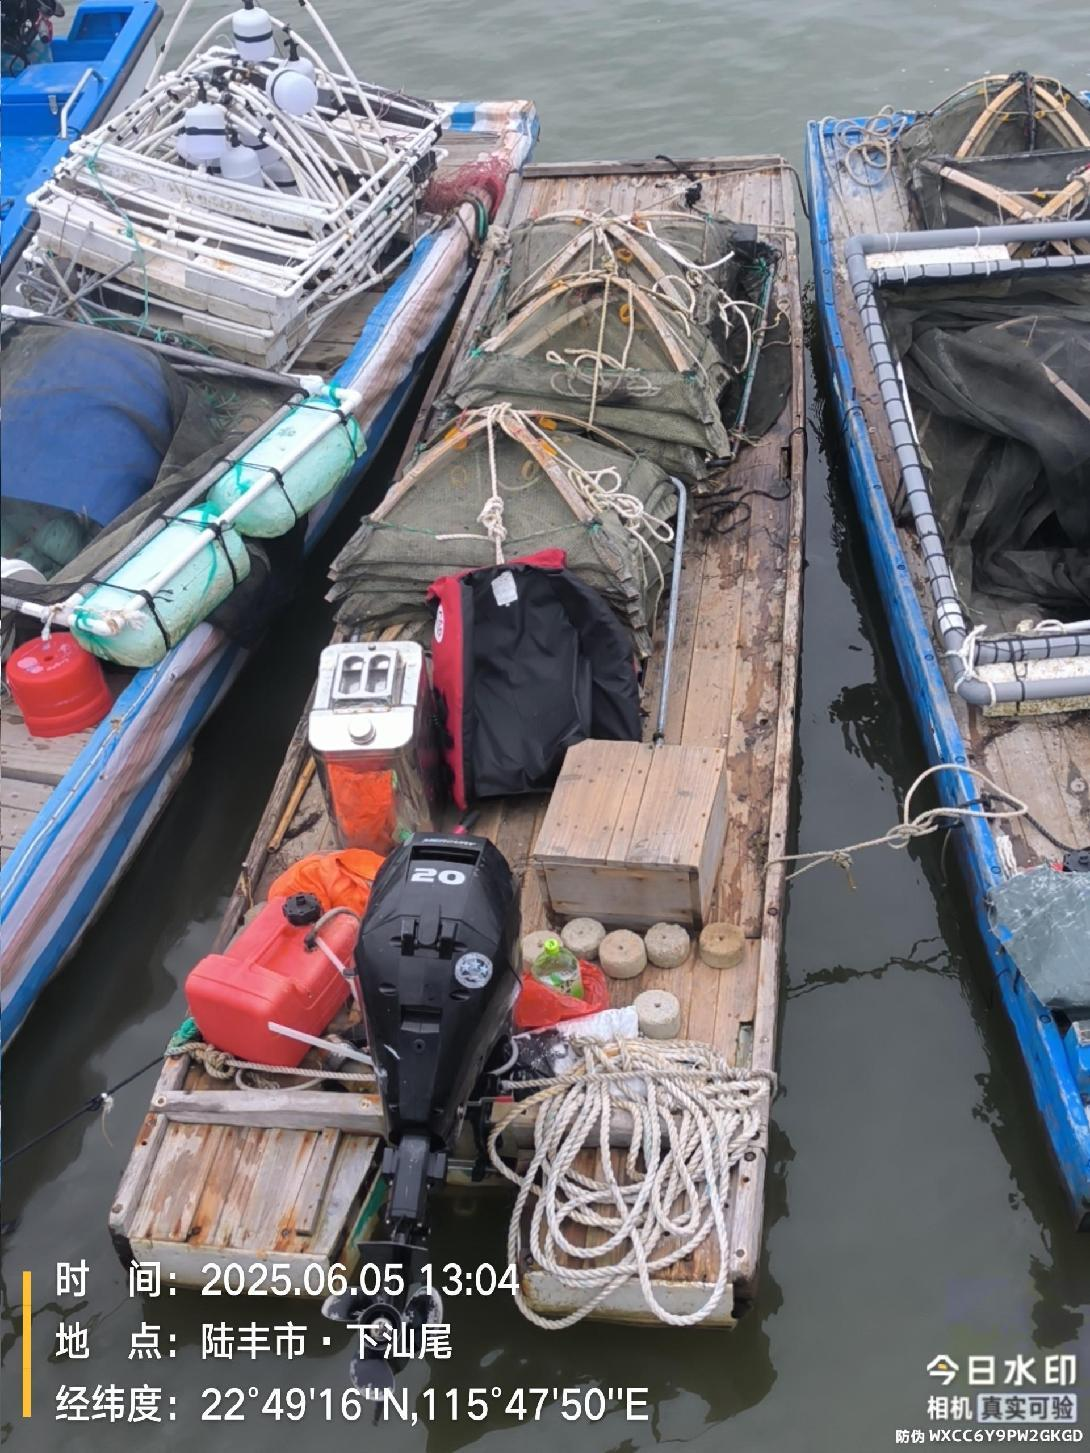 MERCURY
20
时 间：2025.06.05 13:04
地 点：陆丰市·下汕尾
经纬度：22°49'16"N,115°47'50"E
今日水印
相机 真实可验
防伪 WXCC6Y9PW2GKGD